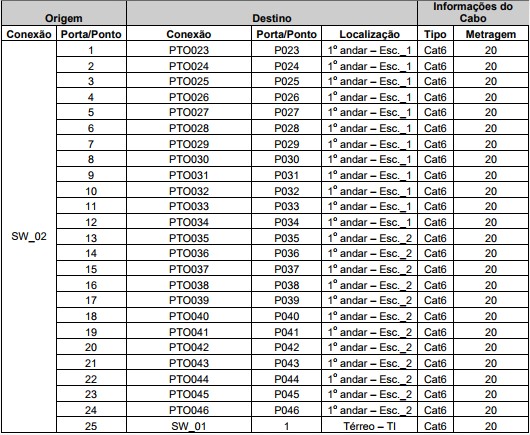 Origem Destino Informações do Cabo
Conexão Porta/Ponto Conexão Porta/Ponto Localização Tipo Metragem
SW_02
1 PTO023 P023 1º andar – Esc._1 Cat6 20
2 PTO024 P024 1º andar – Esc._1 Cat6 20
3 PTO025 P025 1º andar – Esc._1 Cat6 20
4 PTO026 P026 1º andar – Esc._1 Cat6 20
5 PTO027 P027 1º andar – Esc._1 Cat6 20
6 PTO028 P028 1º andar – Esc._1 Cat6 20
7 PTO029 P029 1º andar – Esc._1 Cat6 20
8 PTO030 P030 1º andar – Esc._1 Cat6 20
9 PTO031 P031 1º andar – Esc._1 Cat6 20
10 PTO032 P032 1º andar – Esc._1 Cat6 20
11 PTO033 P033 1º andar – Esc._1 Cat6 20
12 PTO034 P034 1º andar – Esc._1 Cat6 20
13 PTO035 P035 1º andar – Esc._2 Cat6 20
14 PTO036 P036 1º andar – Esc._2 Cat6 20
15 PTO037 P037 1º andar – Esc._2 Cat6 20
16 PTO038 P038 1º andar – Esc._2 Cat6 20
17 PTO039 P039 1º andar – Esc._2 Cat6 20
18 PTO040 P040 1º andar – Esc._2 Cat6 20
19 PTO041 P041 1º andar – Esc._2 Cat6 20
20 PTO042 P042 1º andar – Esc._2 Cat6 20
21 PTO043 P043 1º andar – Esc._2 Cat6 20
22 PTO044 P044 1º andar – Esc._2 Cat6 20
23 PTO045 P045 1º andar – Esc._2 Cat6 20
24 PTO046 P046 1º andar – Esc._2 Cat6 20
25 SW_01 1 Térreo – TI Cat6 20